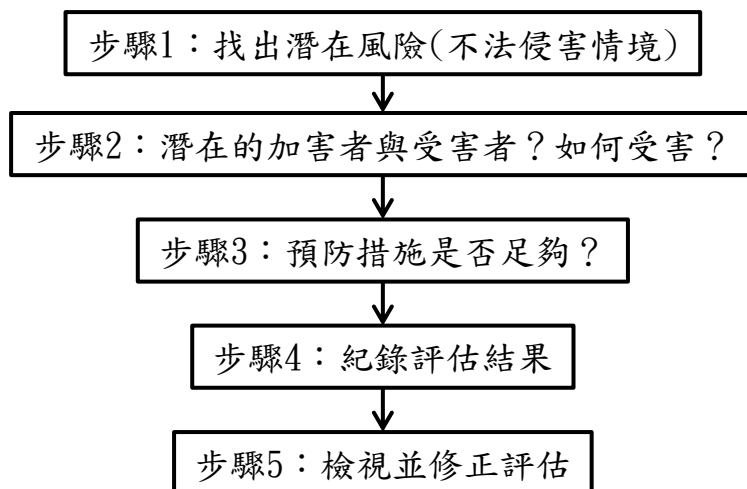 步驟1：找出潛在風險(不法侵害情境)
步驟2：潛在的加害者與受害者？如何受害？
步驟3：預防措施是否足夠？
步驟4：紀錄評估結果
步驟5：檢視並修正評估